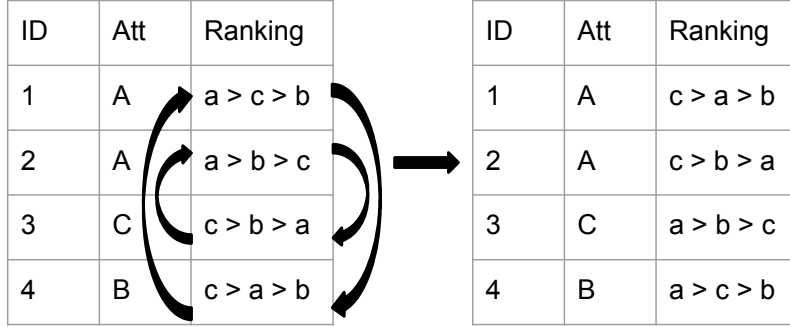 ID Att Ranking
1 A a > c > b
2 A a > b > c
3 C c > b > a
4 B c > a > b
ID Att Ranking
1 A c > a > b
2 A c > b > a
3 C a > b > c
4 B a > c > b